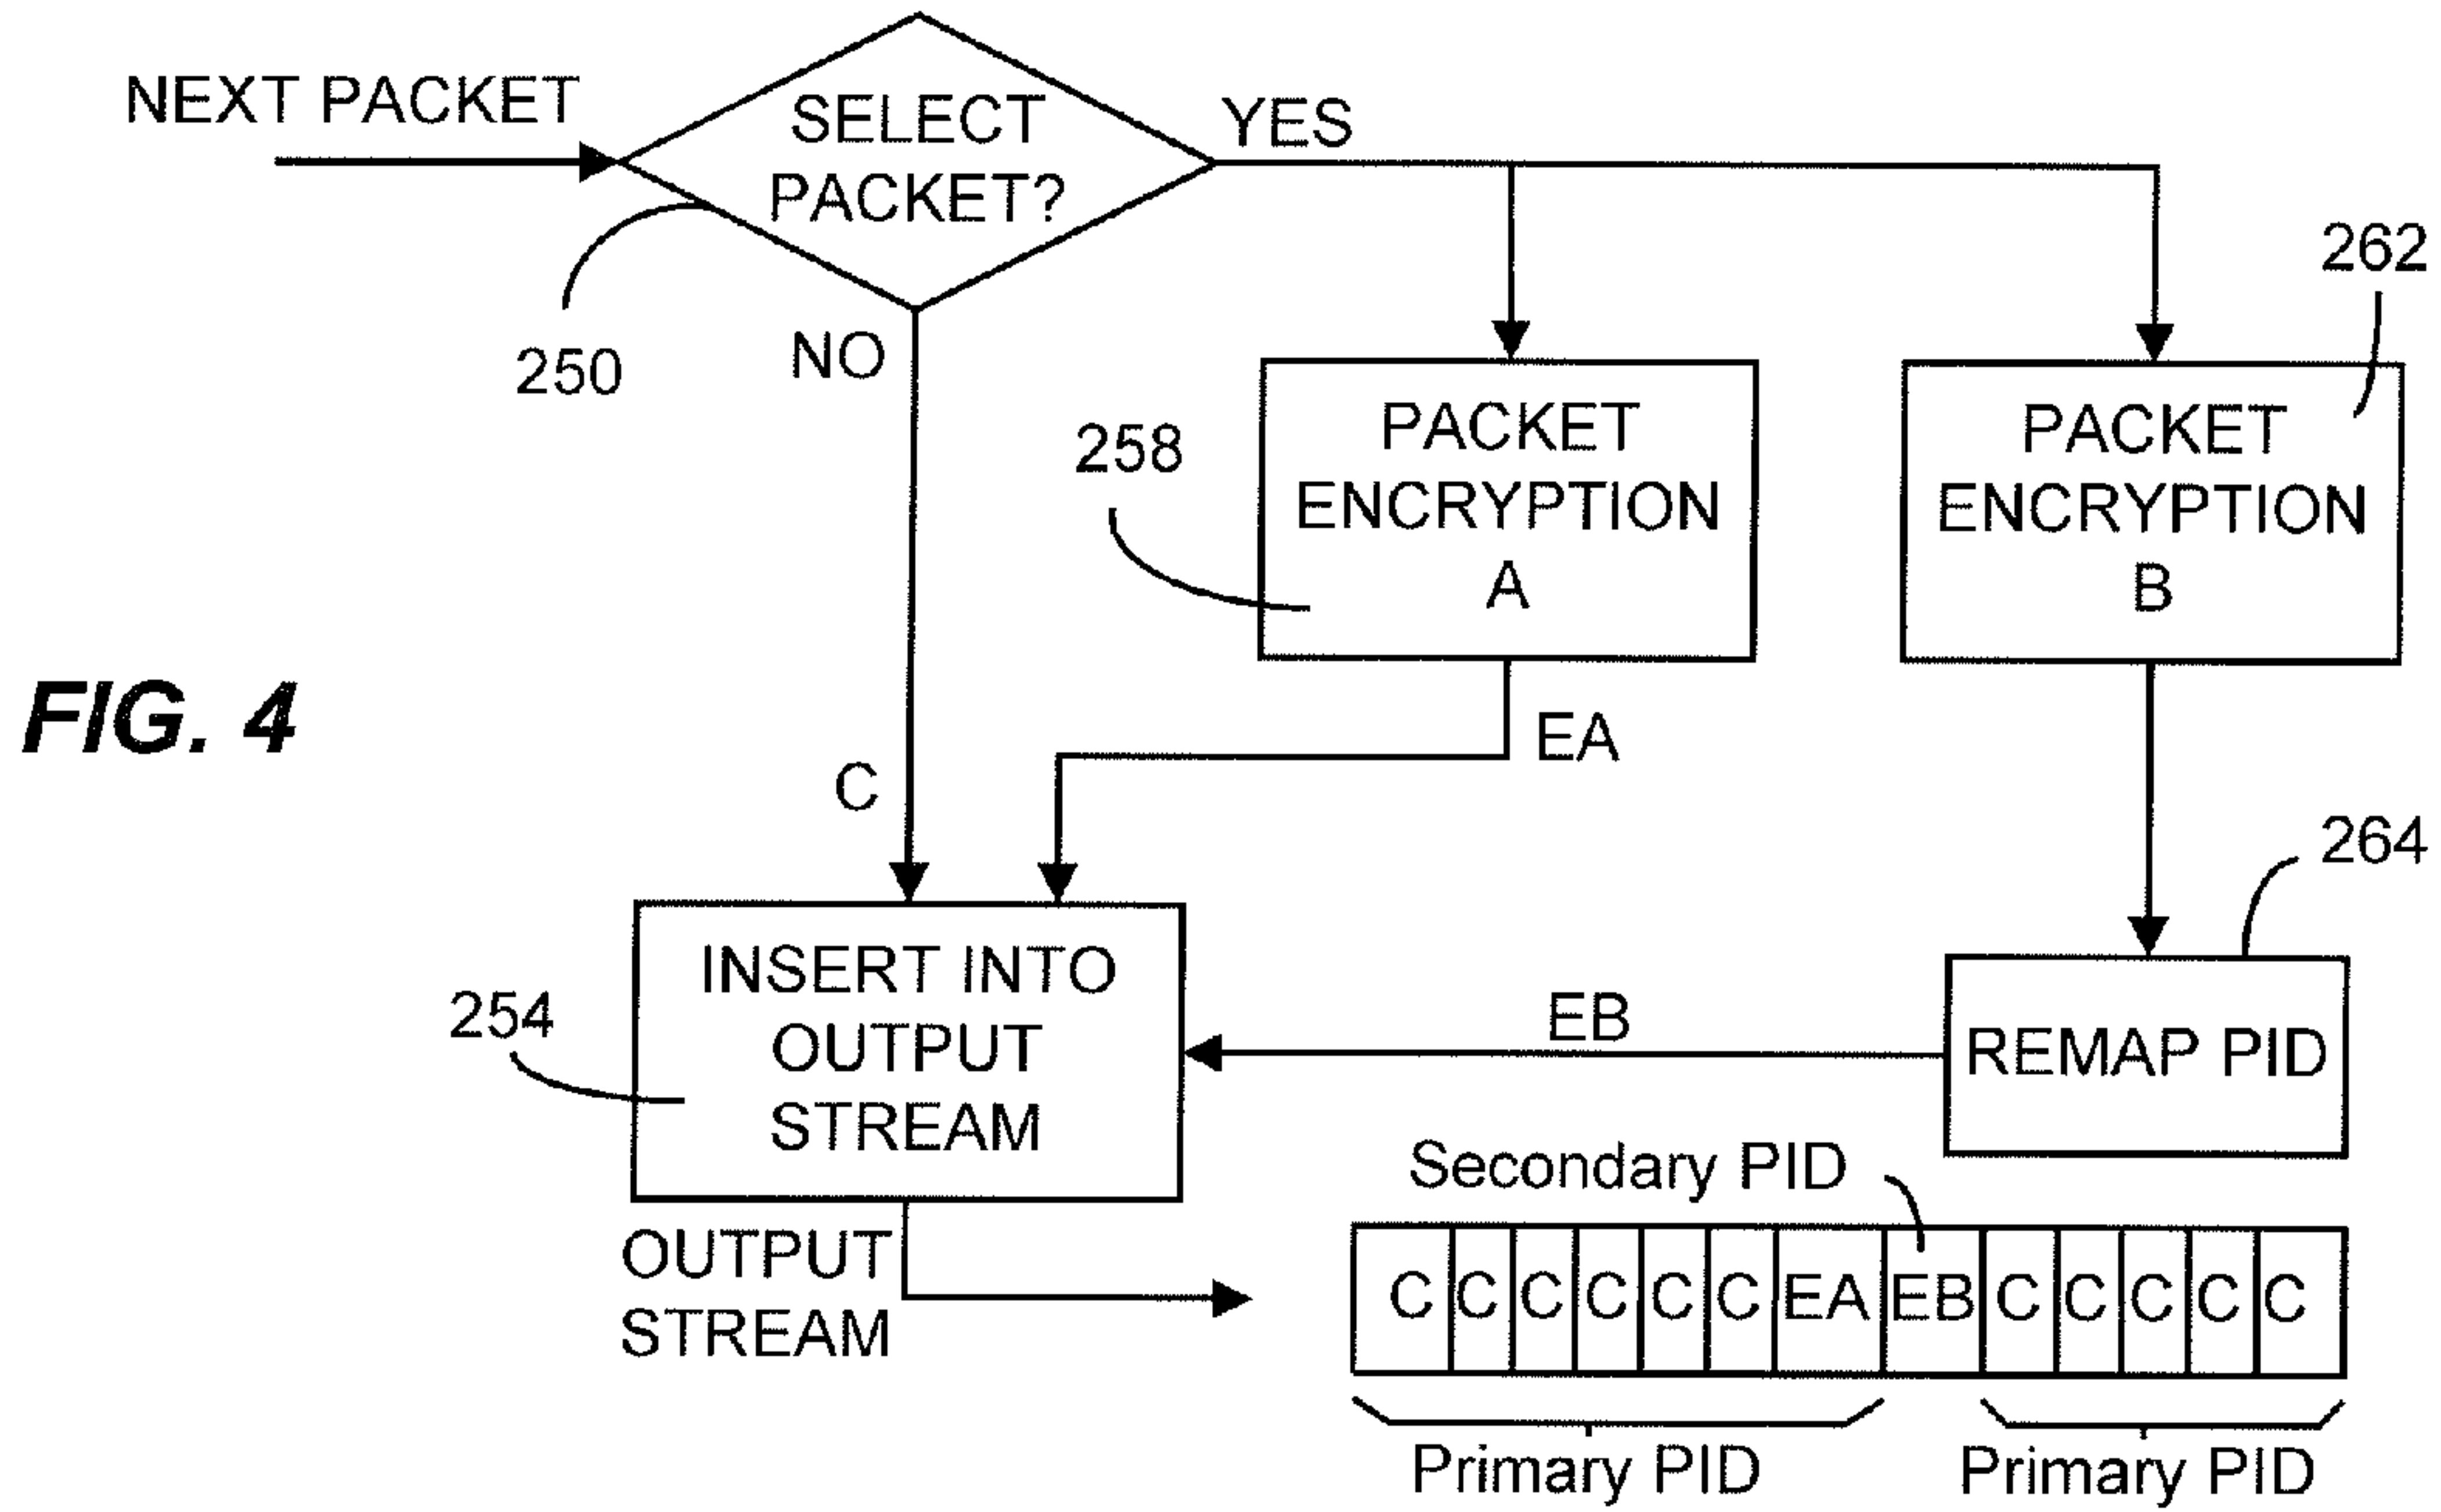 NEXT PACKET
SELECT
PACKET?
YES
NO
250
262
258
PACKET
ENCRYPTION
A
PACKET
ENCRYPTION
B
FIG. 4
EA
C
264
INSERT INTO
OUTPUT
STREAM
254
EB
REMAP PID
Secondary PID
OUTPUT
STREAM
C C C C C C EA EB C C C C C
Primary PID
Primary PID